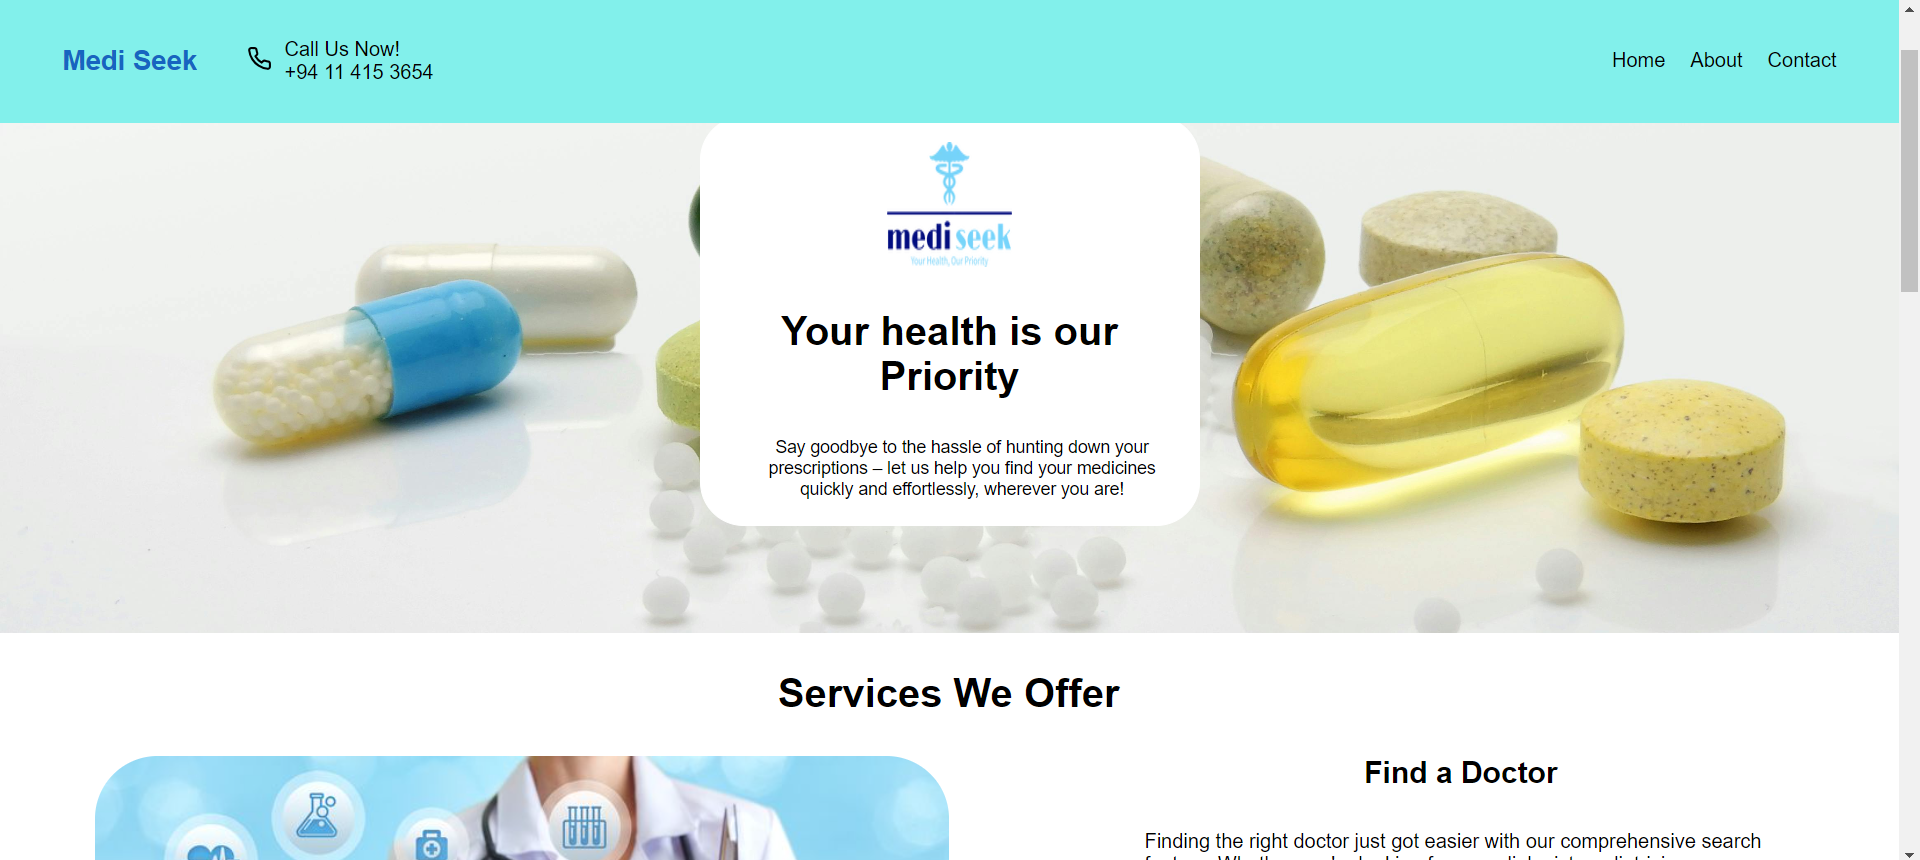 Medi Seek
Call Us Now!
+94 11 415 3654
Home About Contact
medi seek
Your Health, Our Priority
Your health is our
Priority
Say goodbye to the hassle of hunting down your
prescriptions – let us help you find your medicines
quickly and effortlessly, wherever you are!
Services We Offer
Find a Doctor
Finding the right doctor just got easier with our comprehensive search